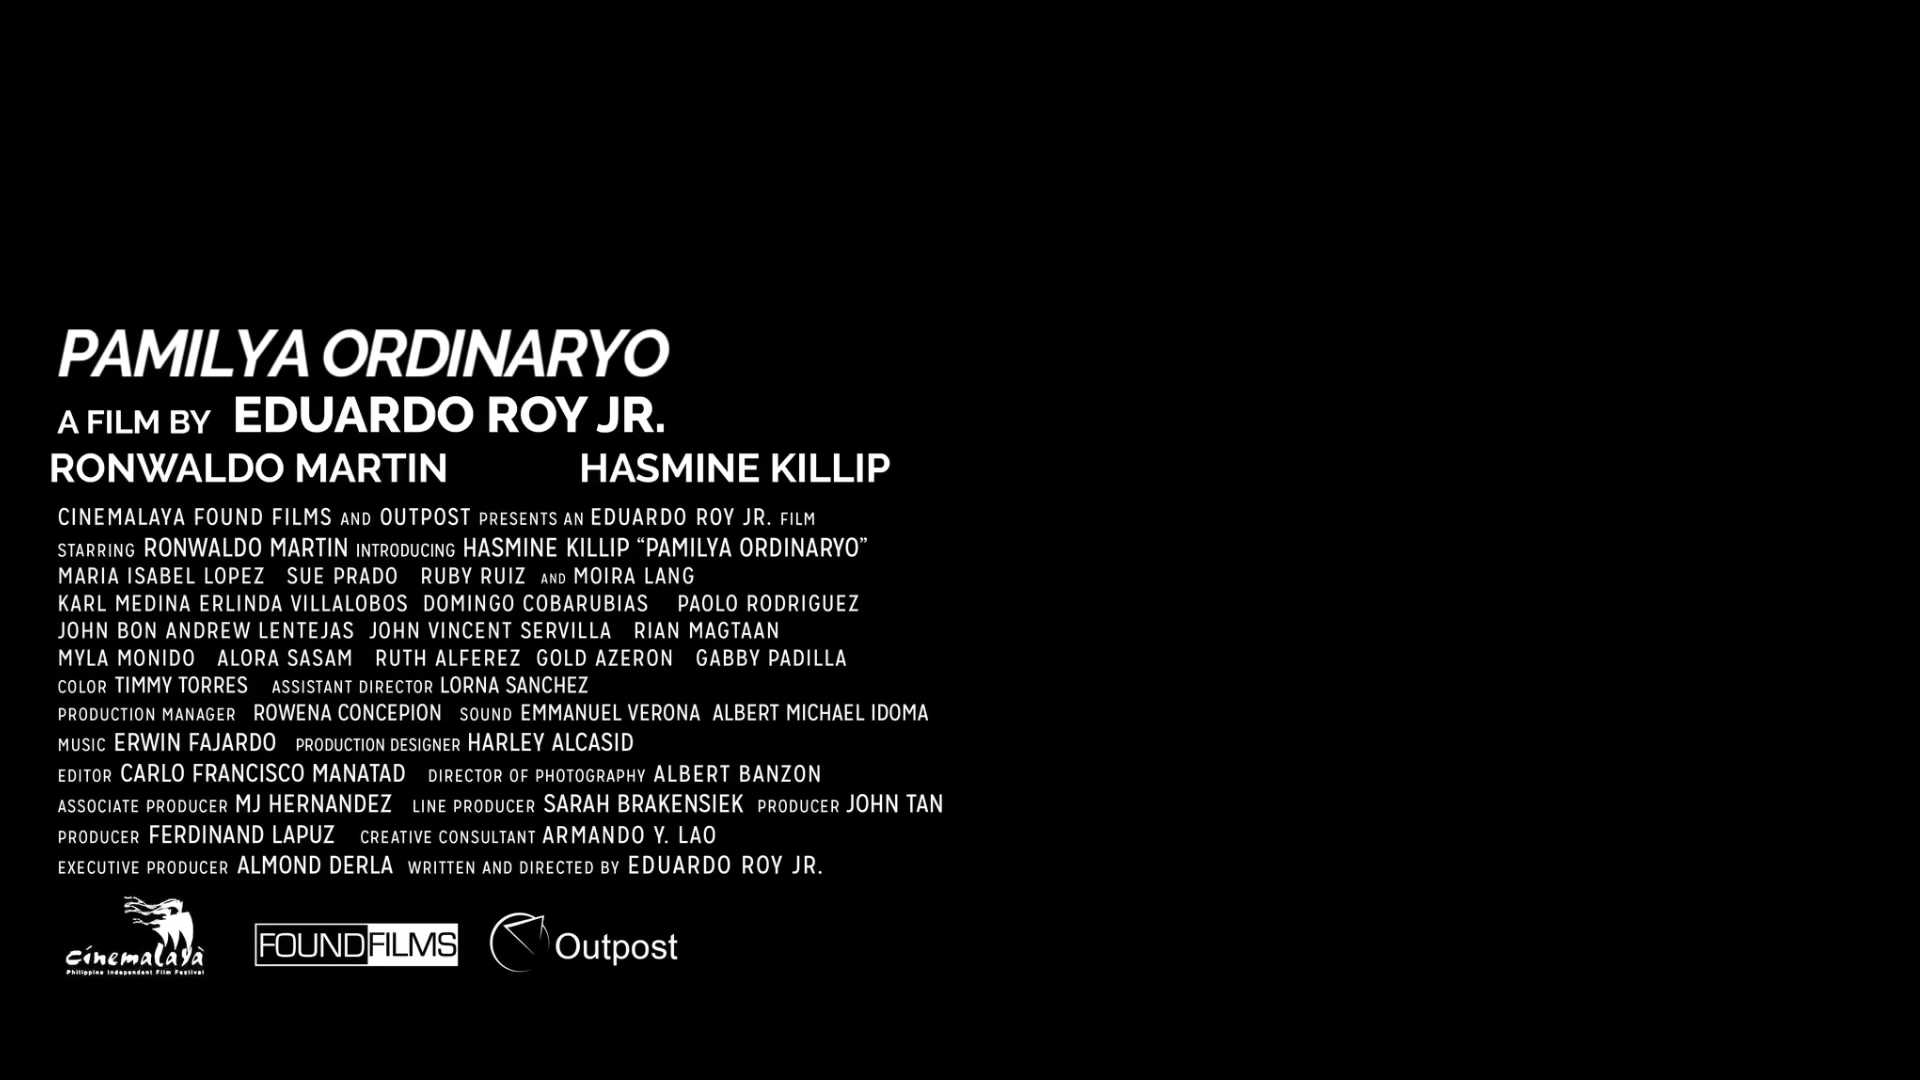 PAMILYA ORDINARYO
A FILM BY EDUARDO ROY JR.
RONWALDO MARTIN HASMINE KILLIP
CINEMALAYA FOUND FILMS AND OUTPOST PRESENTS AN EDUARDO ROY JR. FILM
STARRING RONWALDO MARTIN INTRODUCING HASMINE KILLIP “PAMILYA ORDINARYO”
MARIA ISABEL LOPEZ SUE PRADO RUBY RUIZ AND MOIRA LANG
KARL MEDINA ERLINDA VILLALOBOS DOMINGO COBARUBIAS PAOLO RODRIGUEZ
JOHN BON ANDREW LENTEJAS JOHN VINCENT SERVILLA RIAN MAGTAAN
MYLA MONIDO ALORA SASAM RUTH ALFEREZ GOLD AZERON GABBY PADILLA
COLOR TIMMY TORRES ASSISTANT DIRECTOR LORNA SANCHEZ
PRODUCTION MANAGER ROWENA CONCEPION SOUND EMMANUEL VERONA ALBERT MICHAEL IDOMA
MUSIC ERWIN FAJARDO PRODUCTION DESIGNER HARLEY ALCASID
EDITOR CARLO FRANCISCO MANATAD DIRECTOR OF PHOTOGRAPHY ALBERT BANZON
ASSOCIATE PRODUCER MJ HERNANDEZ LINE PRODUCER SARAH BRAKENSIEK PRODUCER JOHN TAN
PRODUCER FERDINAND LAPUZ CREATIVE CONSULTANT ARMANDO Y. LAO
EXECUTIVE PRODUCER ALMOND DERLA WRITTEN AND DIRECTED BY EDUARDO ROY JR.
cínemalayà FOUNDFILMS Outpost
Philippine Independent Film Festival